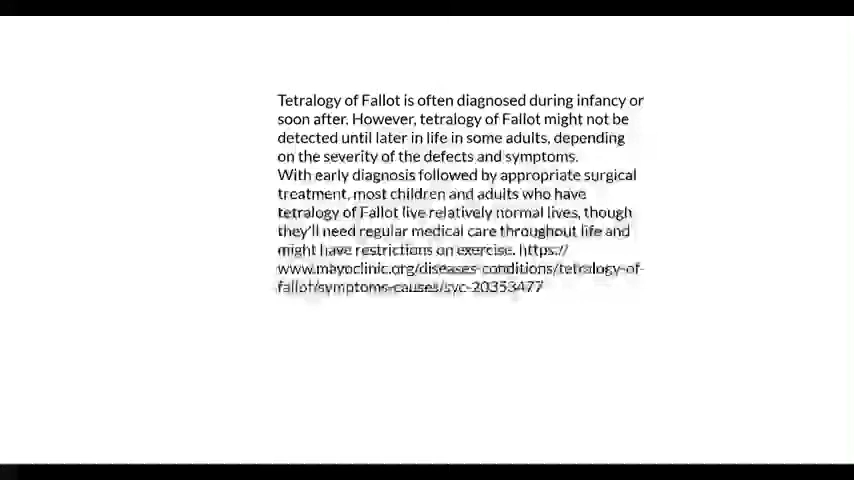 Tetralogy of Fallot is often diagnosed during infancy or
soon after. However, tetralogy of Fallot might not be
detected until later in life in some adults, depending
on the severity of the defects and symptoms.
With early diagnosis followed by appropriate surgical
treatment, most children and adults who have
tetralogy of Fallot live relatively normal lives, though
they'll need regular medical care throughout life and
might have restrictions on exercise. https://
www.mayoclinic.org/diseases-conditions/tetralogy-of-
fallot/symptoms-causes/syc-20353477